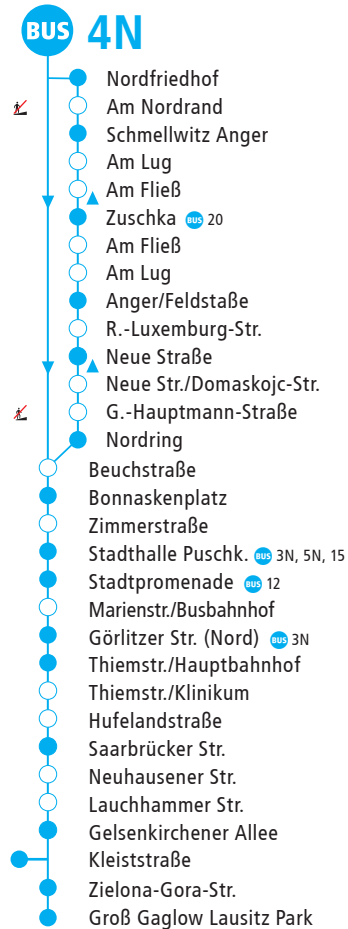 BUS 4N
Nordfriedhof
Am Nordrand
Schmellwitz Anger
Am Lug
Am Fließ
Zuschka BUS 20
Am Fließ
Am Lug
Anger/Feldstaße
R.-Luxemburg-Str.
Neue Straße
Neue Str./Domaskojc-Str.
G.-Hauptmann-Straße
Nordring
Beuchstraße
Bonnaskenplatz
Zimmerstraße
Stadthalle Puschk. BUS 3N, 5N, 15
Stadtpromenade BUS 12
Marienstr./Busbahnhof
Görlitzer Str. (Nord) BUS 3N
Thiemstr./Hauptbahnhof
Thiemstr./Klinikum
Hufelandstraße
Saarbrücker Str.
Neuhausener Str.
Lauchhammer Str.
Gelsenkirchener Allee
Kleiststraße
Zielona-Gora-Str.
Groß Gaglow Lausitz Park